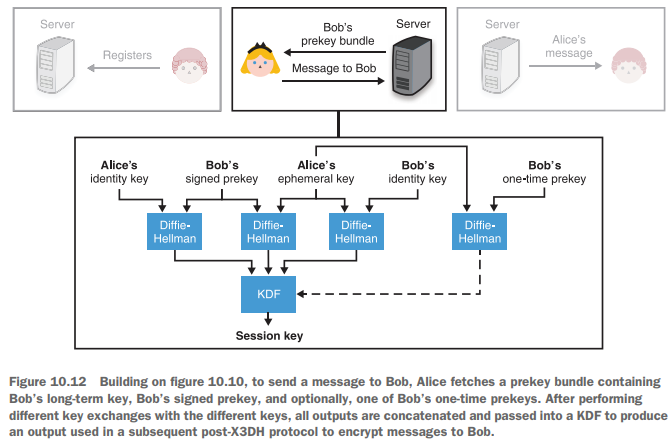 Server
Registers
Bob's
prekey bundle
Server
Message to Bob
Server
Alice's
message
Alice's
identity key
Bob's
signed prekey
Alice's
ephemeral key
Bob's
identity key
Bob's
one-time prekey
Diffie-
Hellman
Diffie-
Hellman
Diffie-
Hellman
Diffie-
Hellman
KDF
Session key
Figure 10.12 Building on figure 10.10, to send a message to Bob, Alice fetches a prekey bundle containing
Bob's long-term key, Bob's signed prekey, and optionally, one of Bob's one-time prekeys. After performing
different key exchanges with the different keys, all outputs are concatenated and passed into a KDF to produce
an output used in a subsequent post-X3DH protocol to encrypt messages to Bob.